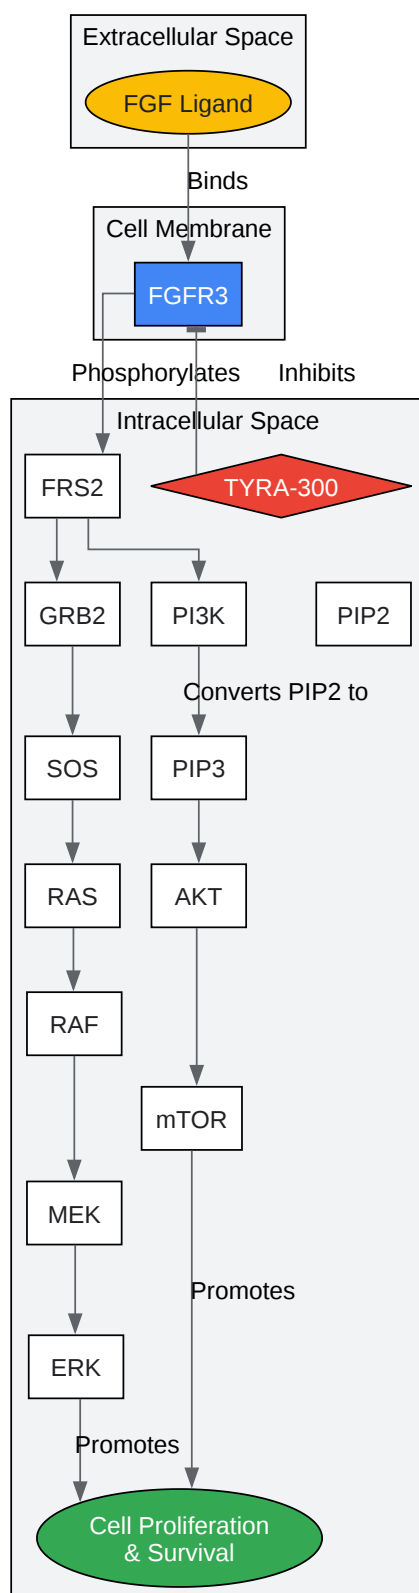 Extracellular Space
FGF Ligand
Binds
Cell Membrane
FGFR3
Phosphorylates
Inhibits
Intracellular Space
FRS2
TYRA-300
GRB2
PI3K
PIP2
Converts PIP2 to
SOS
PIP3
RAS
AKT
RAF
mTOR
MEK
Promotes
ERK
Promotes
Cell Proliferation
& Survival